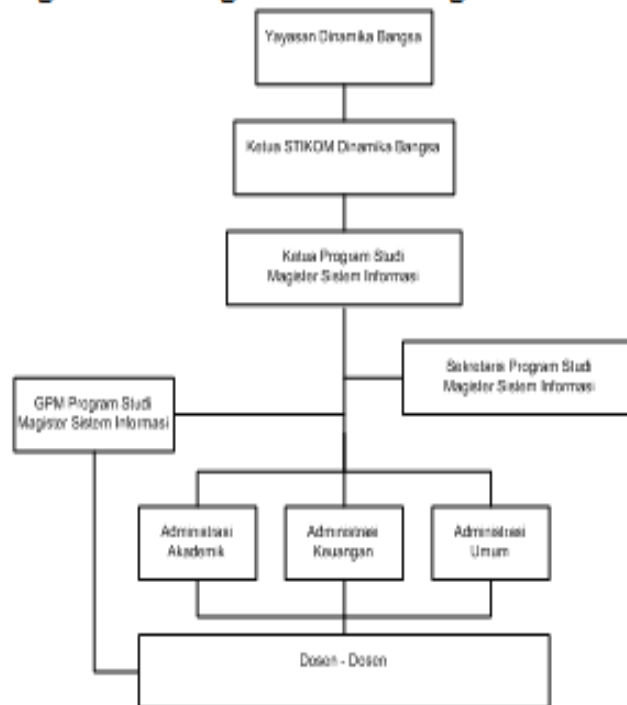 Yayasan Dinamika Bangsa
Ketua STIKOM Dinamika Bangsa
Ketua Program Studi
Magister Sistem Informasi
Sekretaris Program Studi
Magister Sistem Informasi
GPM Program Studi
Magister Sistem Informasi
Administrasi
Akademik
Administrasi
Keuangan
Administrasi
Umum
Dosen - Dosen